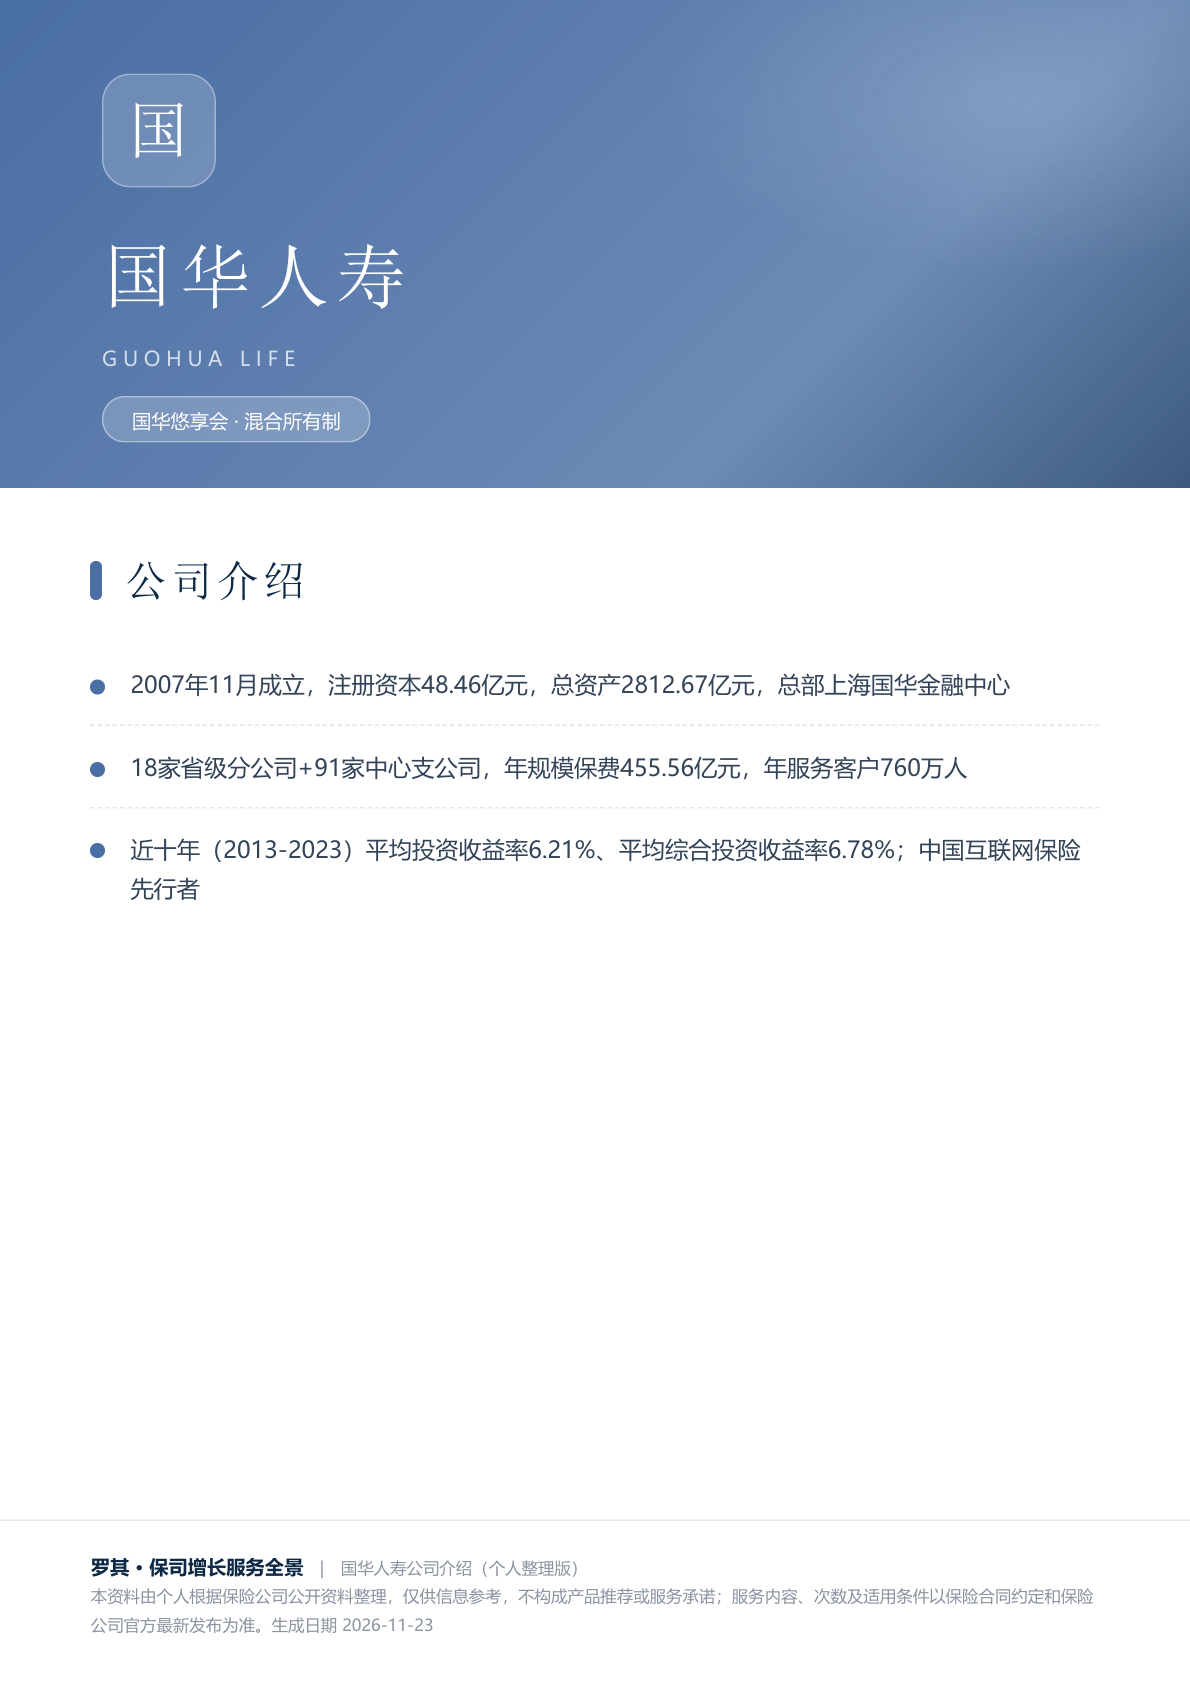 国
国华人寿
GUOHUA LIFE
国华悠享会 · 混合所有制
公司介绍
2007年11月成立，注册资本48.46亿元，总资产2812.67亿元，总部上海国华金融中心
18家省级分公司+91家中心支公司，年规模保费455.56亿元，年服务客户760万人
近十年（2013-2023）平均投资收益率6.21%、平均综合投资收益率6.78%；中国互联网保险
先行者
罗其 • 保司增长服务全景 | 国华人寿公司介绍（个人整理版）
本资料由个人根据保险公司公开资料整理，仅供信息参考，不构成产品推荐或服务承诺；服务内容、次数及适用条件以保险合同约定和保险
公司官方最新发布为准。生成日期 2026-11-23